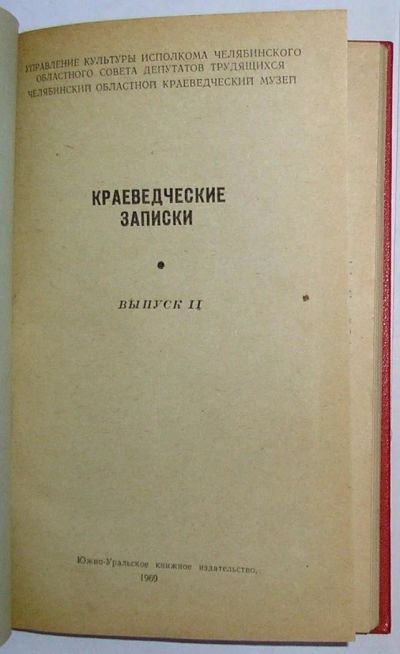 УПРАВЛЕНИЕ КУЛЬТУРЫ ИСПОЛКОМА ЧЕЛЯБИНСКОГО
ОБЛАСТНОГО СОВЕТА ДЕПУТАТОВ ТРУДЯЩИХСЯ
ЧЕЛЯБИНСКИЙ ОБЛАСТНОЙ КРАЕВЕДЧЕСКИЙ МУЗЕЙ
КРАЕВЕДЧЕСКИЕ
ЗАПИСКИ
ВЫПУСК II
Южно-Уральское книжное издательство,
1969